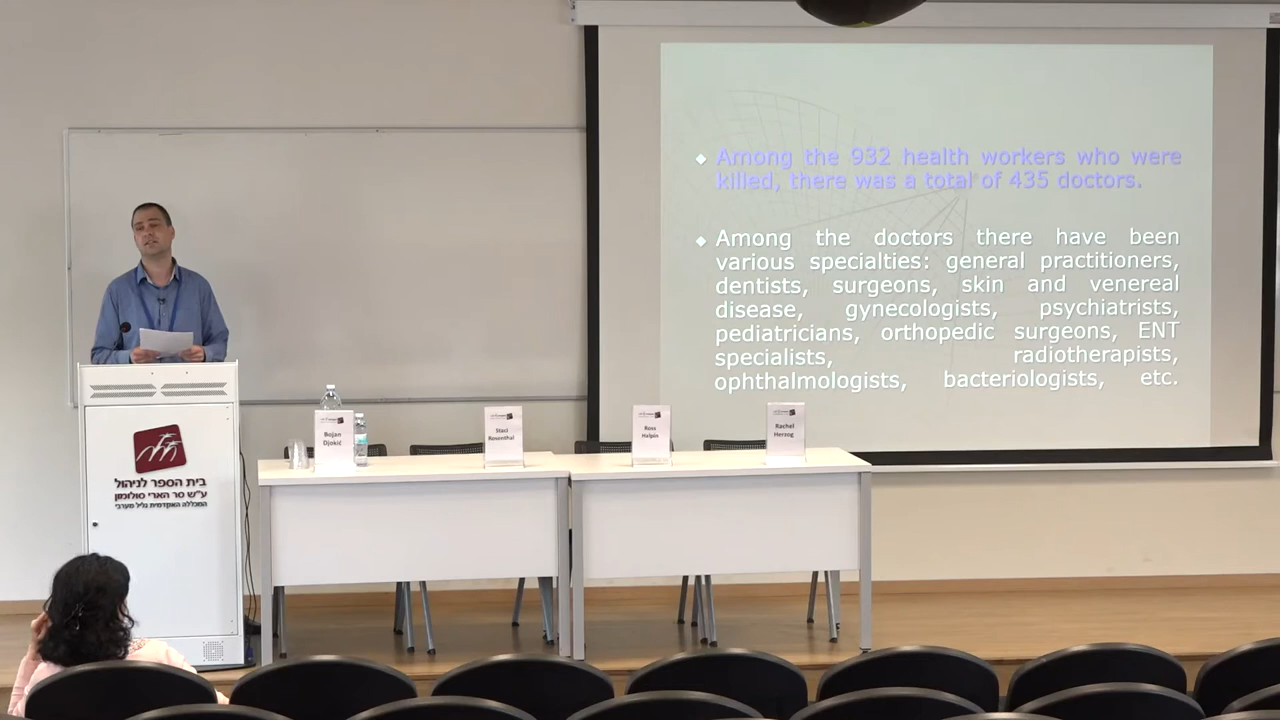 Among the 932 health workers who were
killed, there was a total of 435 doctors.
Among the doctors there have been
various specialties: general practitioners,
dentists, surgeons, skin and venereal
disease, gynecologists, psychiatrists,
pediatricians, orthopedic surgeons, ENT
specialists, radiotherapists,
ophthalmologists, bacteriologists, etc.
Bojan
Djokić
Staci
Rosenthal
Ross
Halpin
Rachel
Herzog
בית הספר לניהול
ע"ש סר הארי סולומון
המכללה האקדמית גליל מערבי